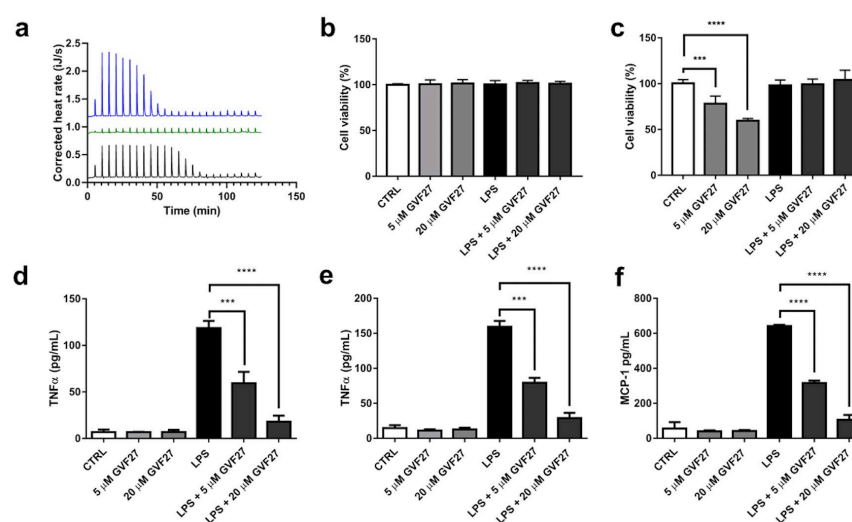 a
Corrected heat rate (iJ/s)
2.5
2.0
1.5
1.0
0.5
0.0
0 50 100 150
Time (min)
b
Cell viability (%)
150
100
50
0
CTRL
5 µM GVF27
20 µM GVF27
LPS
LPS + 5 µM GVF27
LPS + 20 µM GVF27
c
****
***
Cell viability (%)
150
100
50
0
CTRL
5 µM GVF27
20 µM GVF27
LPS
LPS + 5 µM GVF27
LPS + 20 µM GVF27
d
****
***
TNFα (pg/mL)
150
100
50
0
CTRL
5 µM GVF27
20 µM GVF27
LPS
LPS + 5 µM GVF27
LPS + 20 µM GVF27
e
****
***
TNFα (pg/mL)
200
150
100
50
0
CTRL
5 µM GVF27
20 µM GVF27
LPS
LPS + 5 µM GVF27
LPS + 20 µM GVF27
f
****
****
MCP-1 pg/mL
800
600
400
200
0
CTRL
5 µM GVF27
20 µM GVF27
LPS
LPS + 5 µM GVF27
LPS + 20 µM GVF27